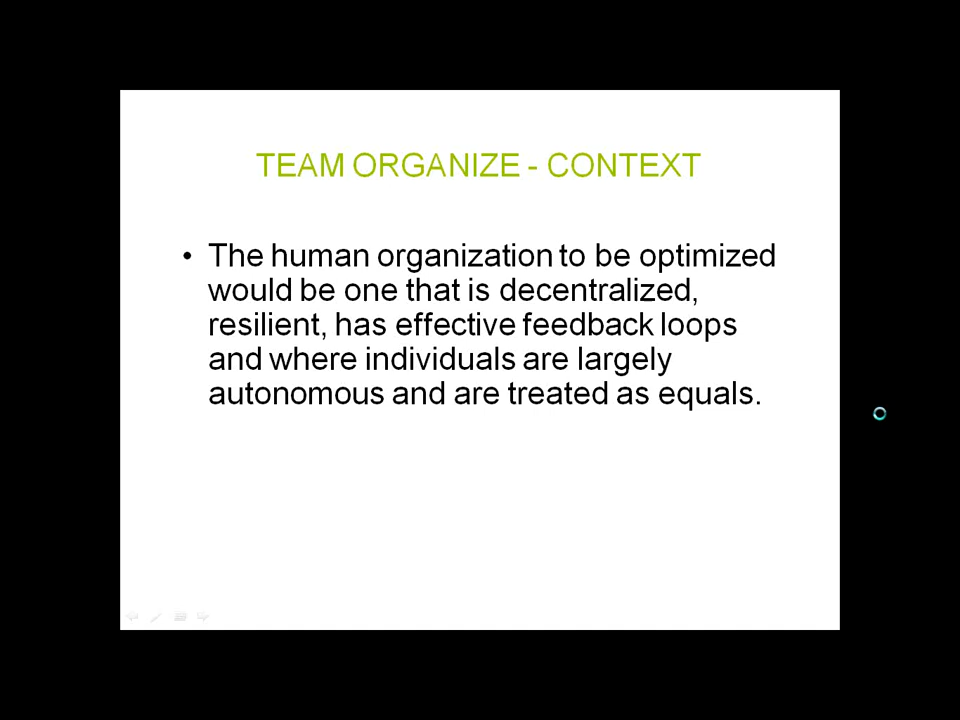 TEAM ORGANIZE - CONTEXT
• The human organization to be optimized
would be one that is decentralized,
resilient, has effective feedback loops
and where individuals are largely
autonomous and are treated as equals.